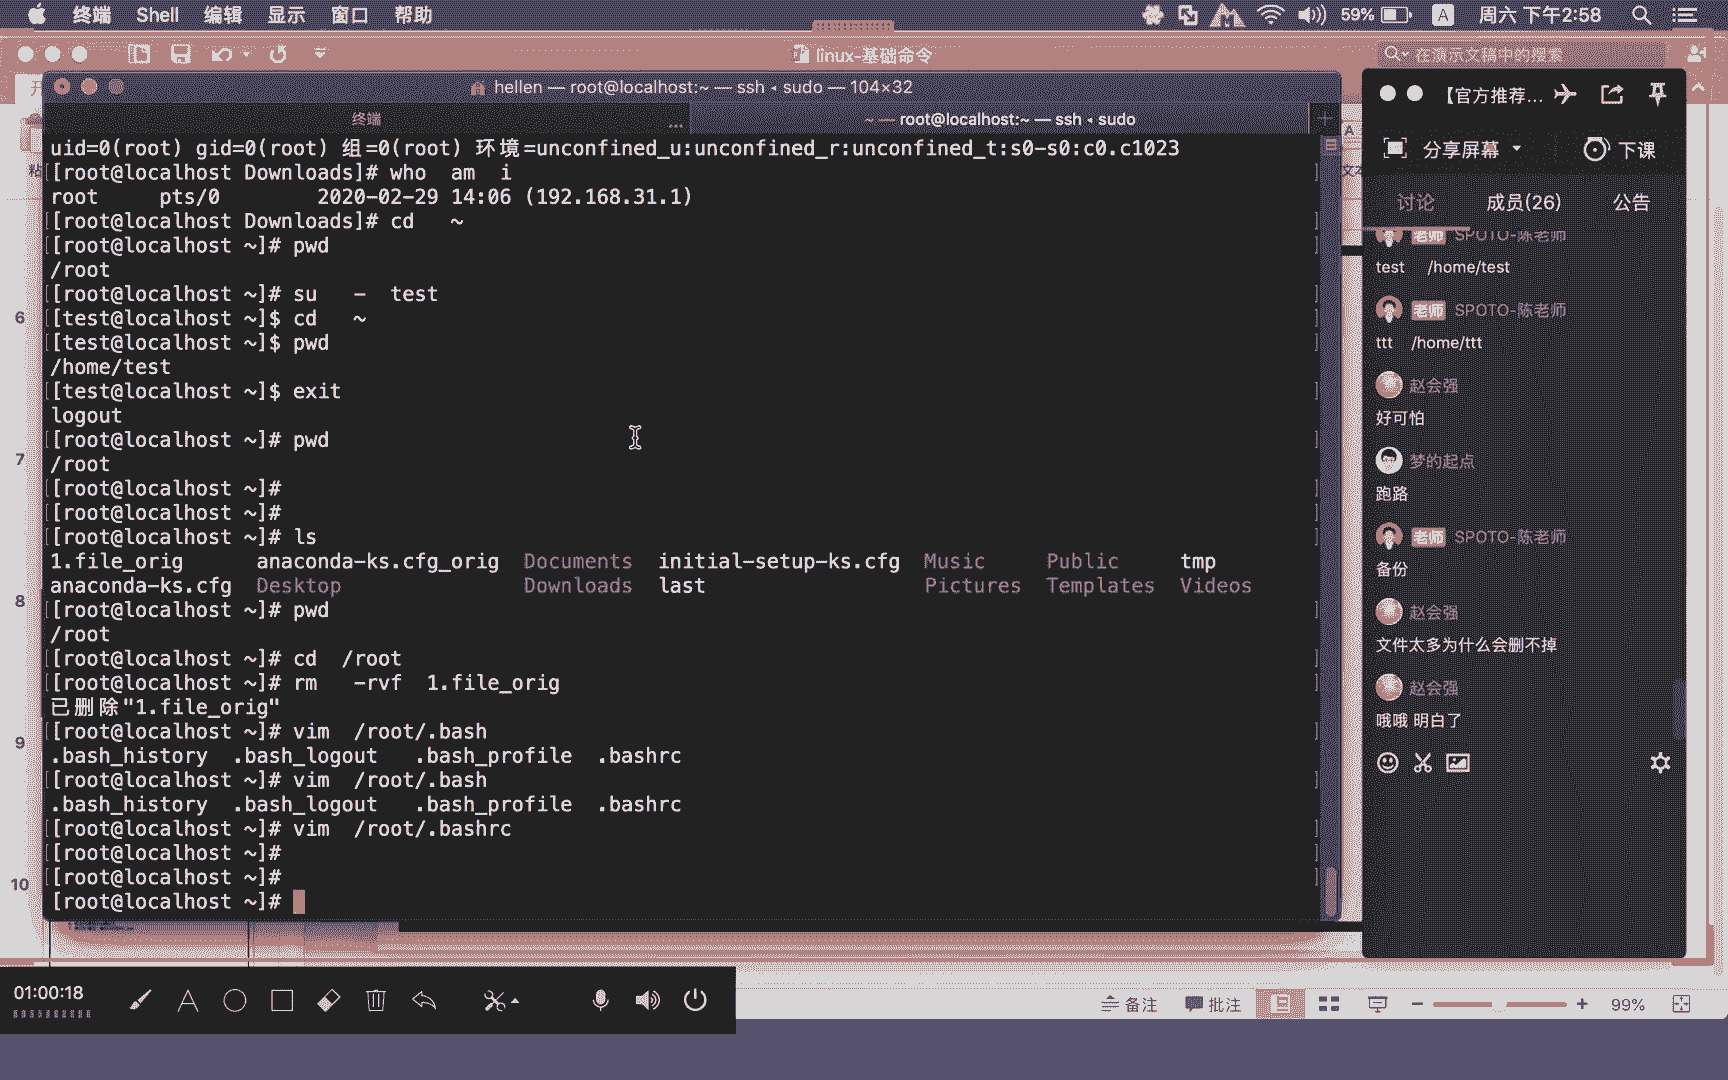 终端 Shell 编辑 显示 窗口 帮助 59% A 周六 下午2:58
linux-基础命令
在演示文稿中的搜索
hellen — root@localhost:~ — ssh ◂ sudo — 104×32
终端 ...
~ — root@localhost:~ — ssh ◂ sudo
uid=0(root) gid=0(root) 组=0(root) 环境=unconfined_u:unconfined_r:unconfined_t:s0-s0:c0.c1023
[root@localhost Downloads]# who  am  i
root     pts/0        2020-02-29 14:06 (192.168.31.1)
[root@localhost Downloads]# cd   ~
[root@localhost ~]# pwd
/root
[root@localhost ~]# su   -  test
[test@localhost ~]$ cd   ~
[test@localhost ~]$ pwd
/home/test
[test@localhost ~]$ exit
logout
[root@localhost ~]# pwd
/root
[root@localhost ~]#
[root@localhost ~]#
[root@localhost ~]# ls
1.file_orig      anaconda-ks.cfg_orig  Documents  initial-setup-ks.cfg  Music     Public     tmp
anaconda-ks.cfg  Desktop               Downloads  last                  Pictures  Templates  Videos
[root@localhost ~]# pwd
/root
[root@localhost ~]# cd  /root
[root@localhost ~]# rm   -rvf  1.file_orig
已删除"1.file_orig"
[root@localhost ~]# vim  /root/.bash
.bash_history  .bash_logout   .bash_profile  .bashrc
[root@localhost ~]# vim  /root/.bash
.bash_history  .bash_logout   .bash_profile  .bashrc
[root@localhost ~]# vim  /root/.bashrc
[root@localhost ~]#
[root@localhost ~]#
[root@localhost ~]#
6
7
8
9
10
【官方推荐...
分享屏幕 下课
讨论 成员(26) 公告
老师 SPOTO-陈老师
test /home/test
老师 SPOTO-陈老师
ttt /home/ttt
赵会强
好可怕
梦的起点
跑路
老师 SPOTO-陈老师
备份
赵会强
文件太多为什么会删不掉
赵会强
哦哦 明白了
01:00:18
备注 批注 99%